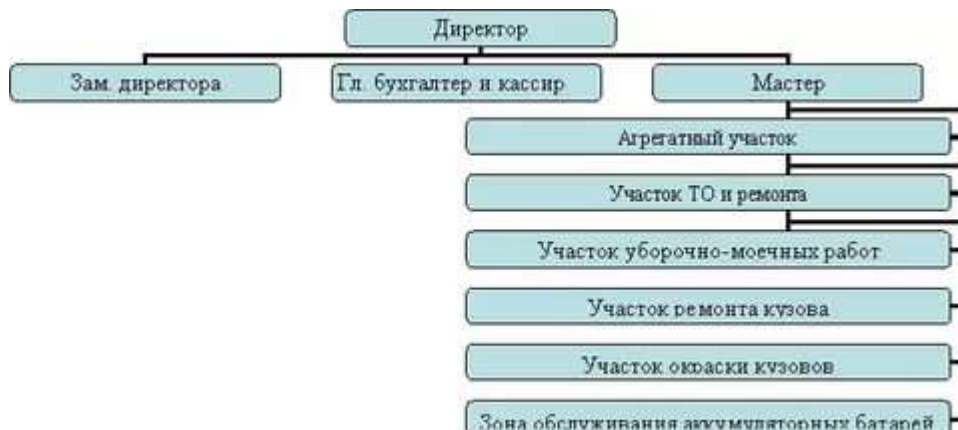 Директор
Зам. директора
Гл. бухгалтер и кассир
Мастер
Агрегатный участок
Участок ТО и ремонта
Участок уборочно-моечных работ
Участок ремонта кузова
Участок окраски кузовов
Зона обслуживания аккумуляторных батарей